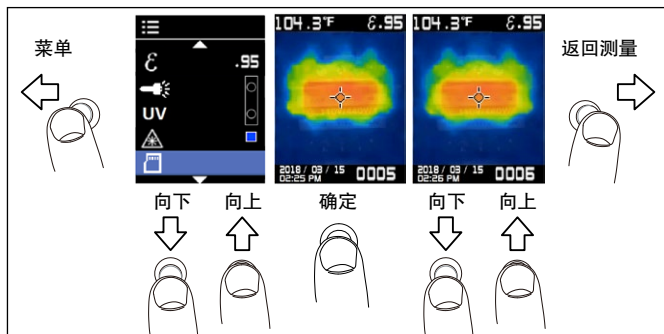 菜单
ε .95
UV
向下
向上
104.3°F ε.95
2018 / 03 / 15
02:25 PM 0005
确定
104.3°F ε.95
2018 / 03 / 15
02:26 PM 0006
向下
向上
返回测量